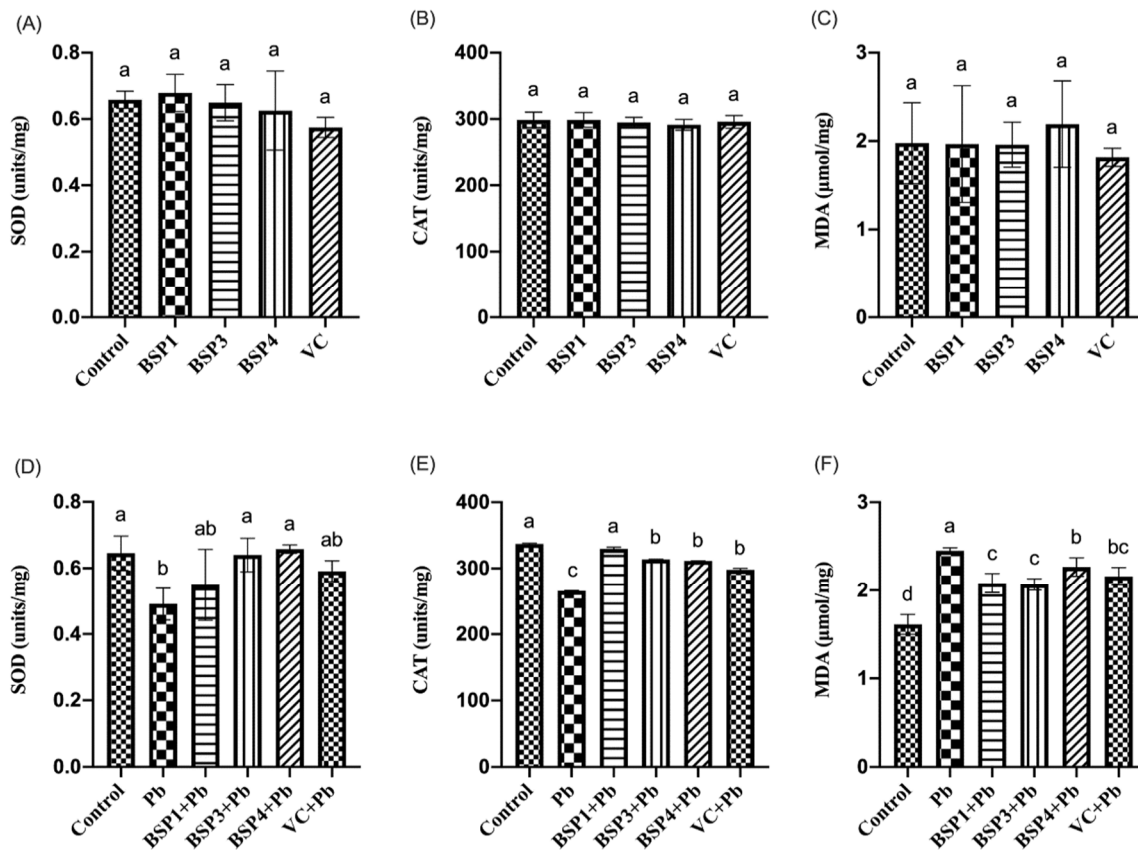 (A)
SOD (units/mg)
0.8
0.6
0.4
0.2
0.0
a
a
a
a
a
Control
BSP1
BSP3
BSP4
VC
(B)
CAT (units/mg)
400
300
200
100
0
a
a
a
a
a
Control
BSP1
BSP3
BSP4
VC
(C)
MDA (μmol/mg)
3
2
1
0
a
a
a
a
a
Control
BSP1
BSP3
BSP4
VC
(D)
SOD (units/mg)
0.8
0.6
0.4
0.2
0.0
a
b
ab
a
a
ab
Control
Pb
BSP1+Pb
BSP3+Pb
BSP4+Pb
VC+Pb
(E)
CAT (units/mg)
400
300
200
100
0
a
c
a
b
b
b
Control
Pb
BSP1+Pb
BSP3+Pb
BSP4+Pb
VC+Pb
(F)
MDA (μmol/mg)
3
2
1
0
d
a
c
c
b
bc
Control
Pb
BSP1+Pb
BSP3+Pb
BSP4+Pb
VC+Pb